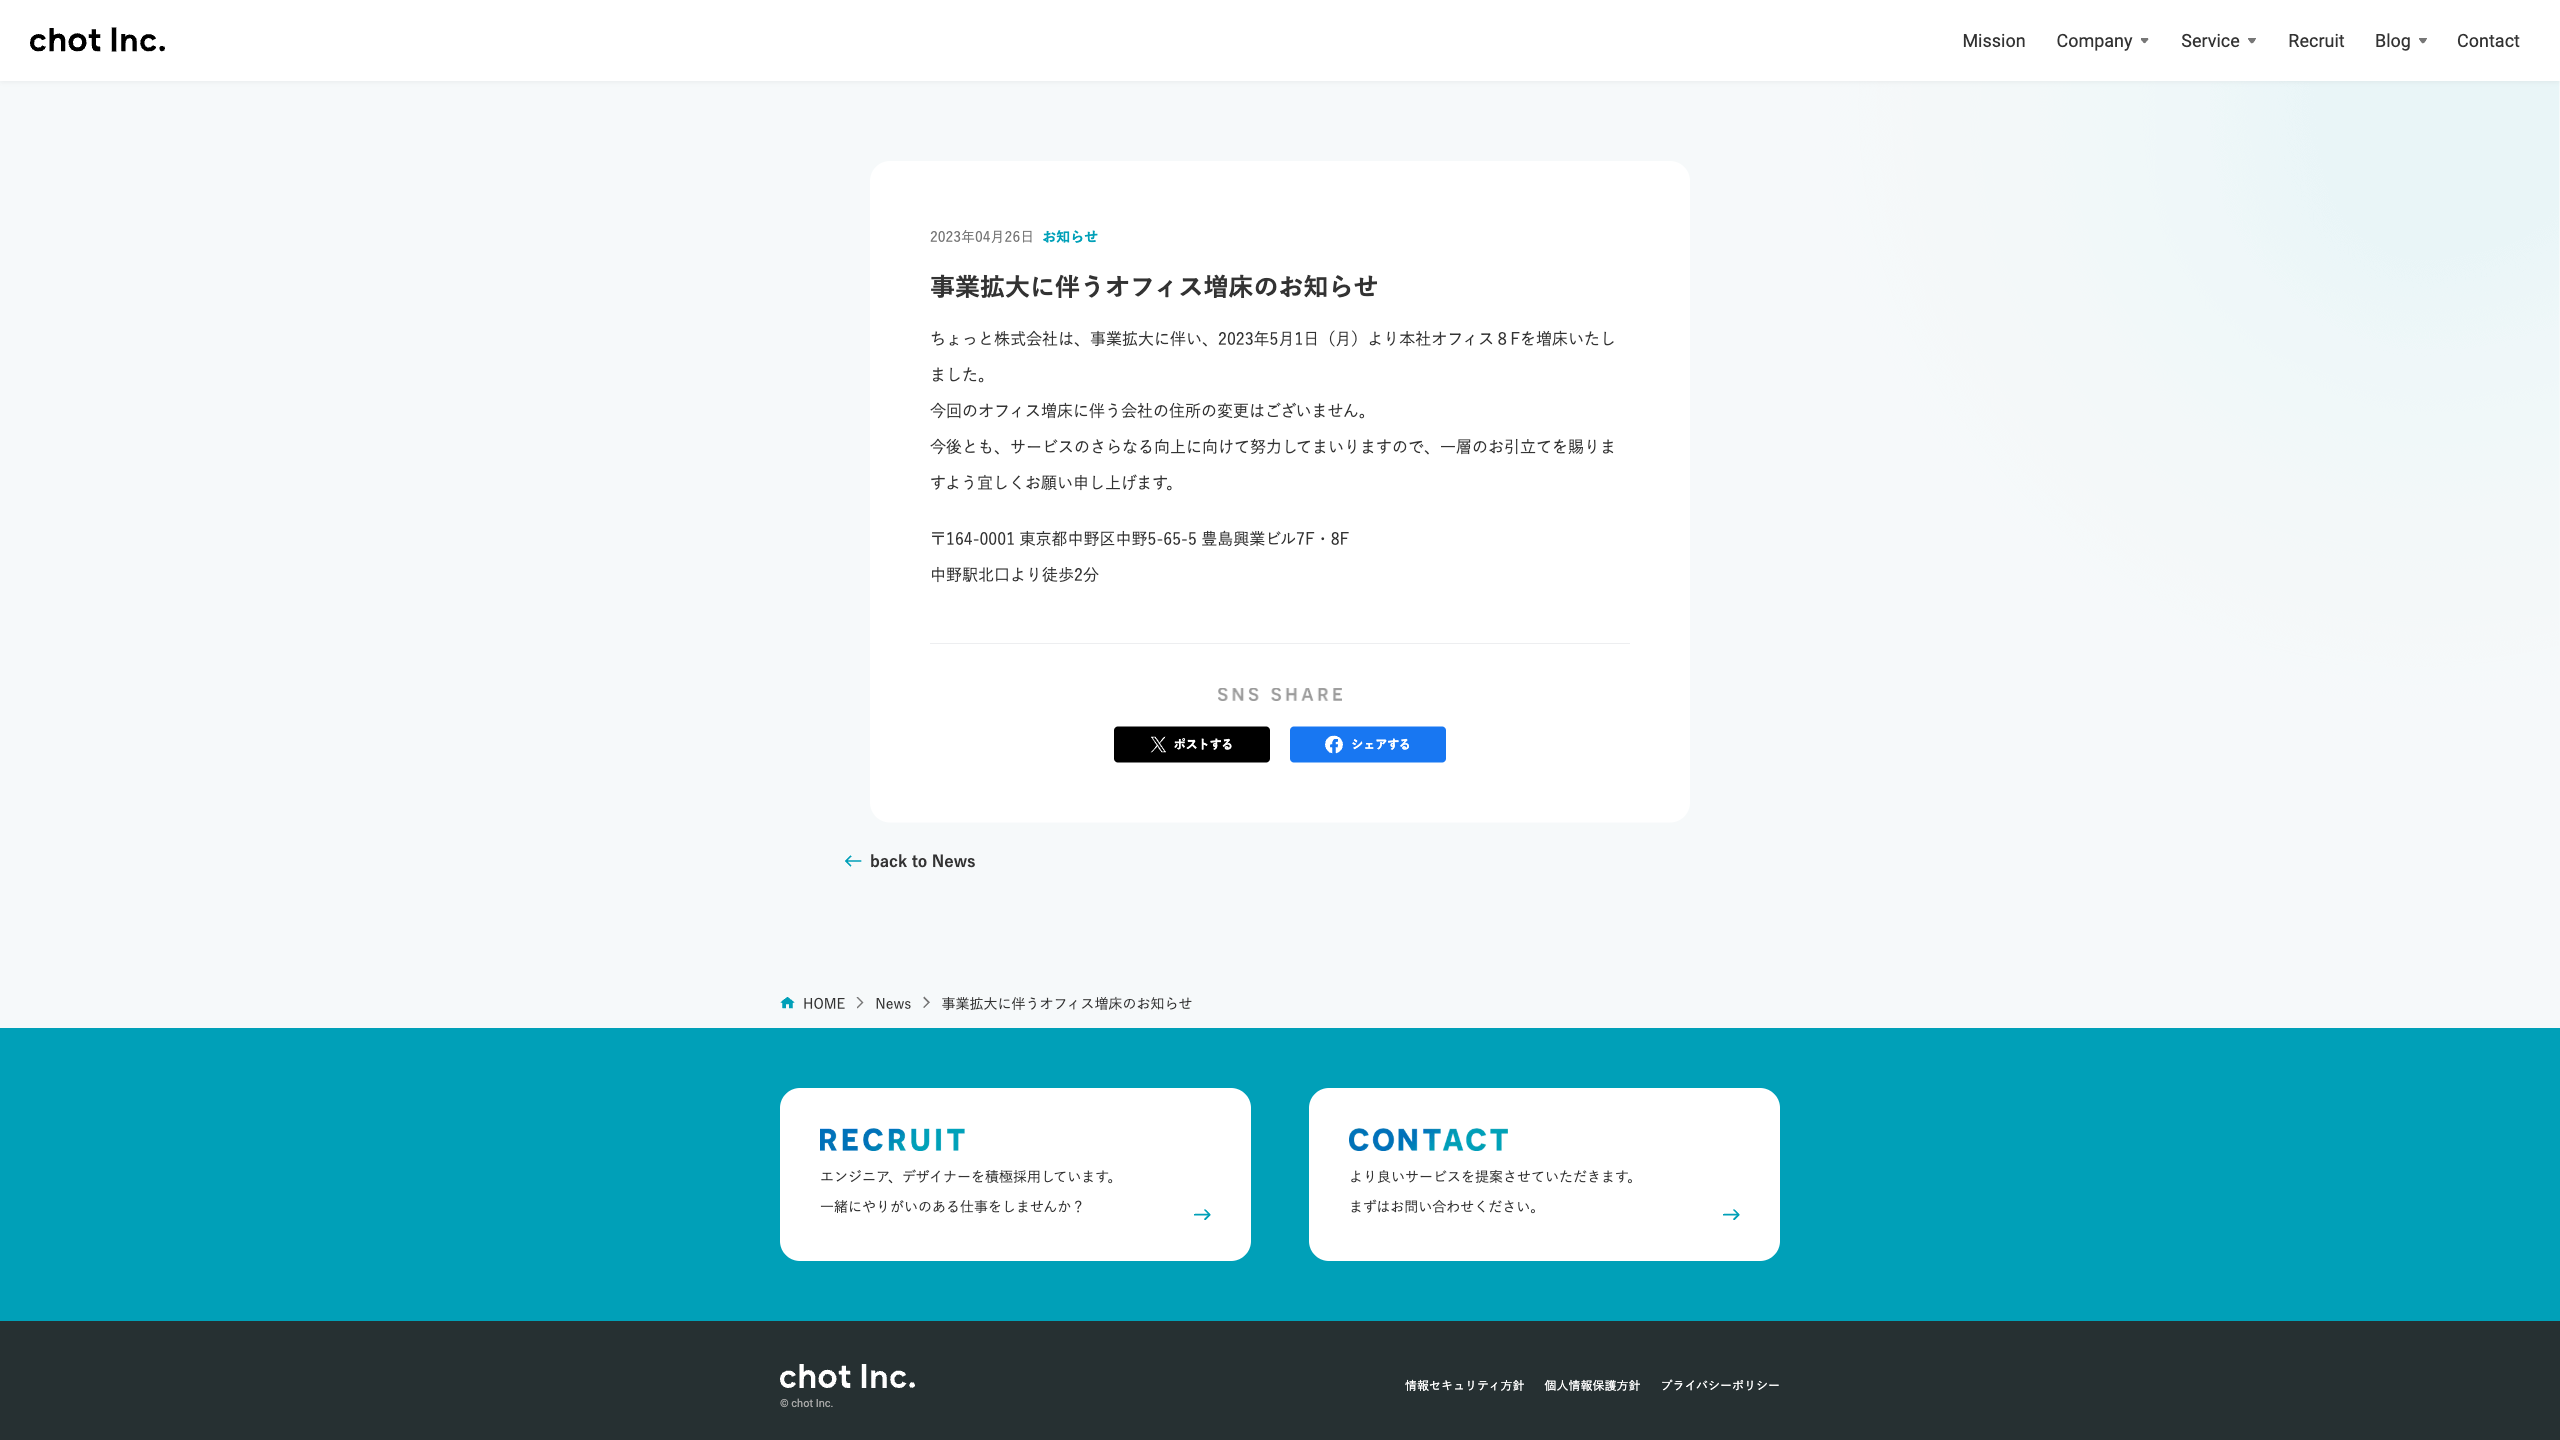 chot Inc.
Mission Company Service Recruit Blog Contact
2023年04月26日 お知らせ
事業拡大に伴うオフィス増床のお知らせ
ちょっと株式会社は、事業拡大に伴い、2023年5月1日（月）より本社オフィス８Fを増床いたし
ました。
今回のオフィス増床に伴う会社の住所の変更はございません。
今後とも、サービスのさらなる向上に向けて努力してまいりますので、一層のお引立てを賜りま
すよう宜しくお願い申し上げます。
〒164-0001 東京都中野区中野5-65-5 豊島興業ビル7F・8F
中野駅北口より徒歩2分
SNS SHARE
ポストする シェアする
back to News
HOME News 事業拡大に伴うオフィス増床のお知らせ
RECRUIT
エンジニア、デザイナーを積極採用しています。
一緒にやりがいのある仕事をしませんか？
CONTACT
より良いサービスを提案させていただきます。
まずはお問い合わせください。
chot Inc.
© chot Inc.
情報セキュリティ方針 個人情報保護方針 プライバシーポリシー